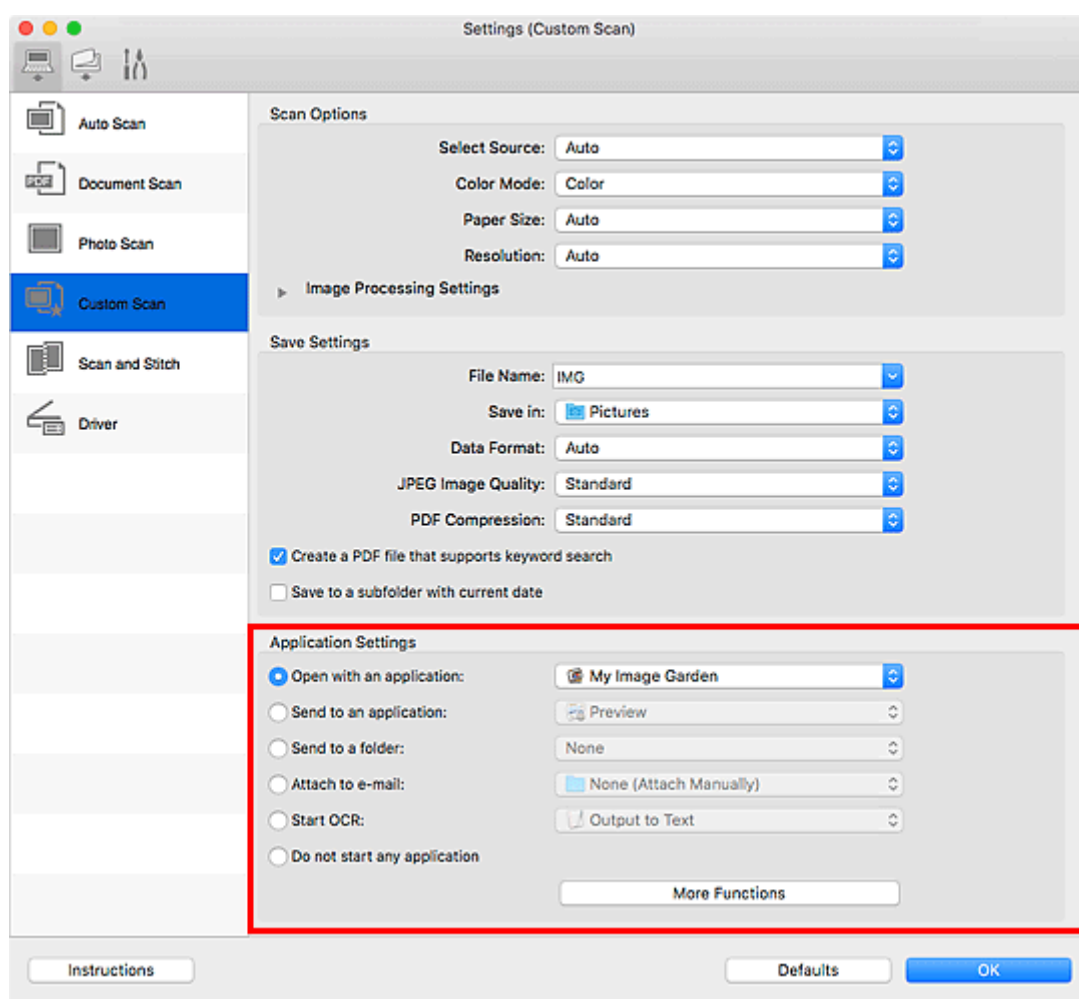 Settings (Custom Scan)
Auto Scan
PDF
Document Scan
Photo Scan
Custom Scan
Scan and Stitch
Driver
Scan Options
Select Source: Auto
Color Mode: Color
Paper Size: Auto
Resolution: Auto
Image Processing Settings
Save Settings
File Name: IMG
Save in: Pictures
Data Format: Auto
JPEG Image Quality: Standard
PDF Compression: Standard
Create a PDF file that supports keyword search
Save to a subfolder with current date
Application Settings
Open with an application: My Image Garden
Send to an application: Preview
Send to a folder: None
Attach to e-mail: None (Attach Manually)
Start OCR: Output to Text
Do not start any application
More Functions
Instructions Defaults OK